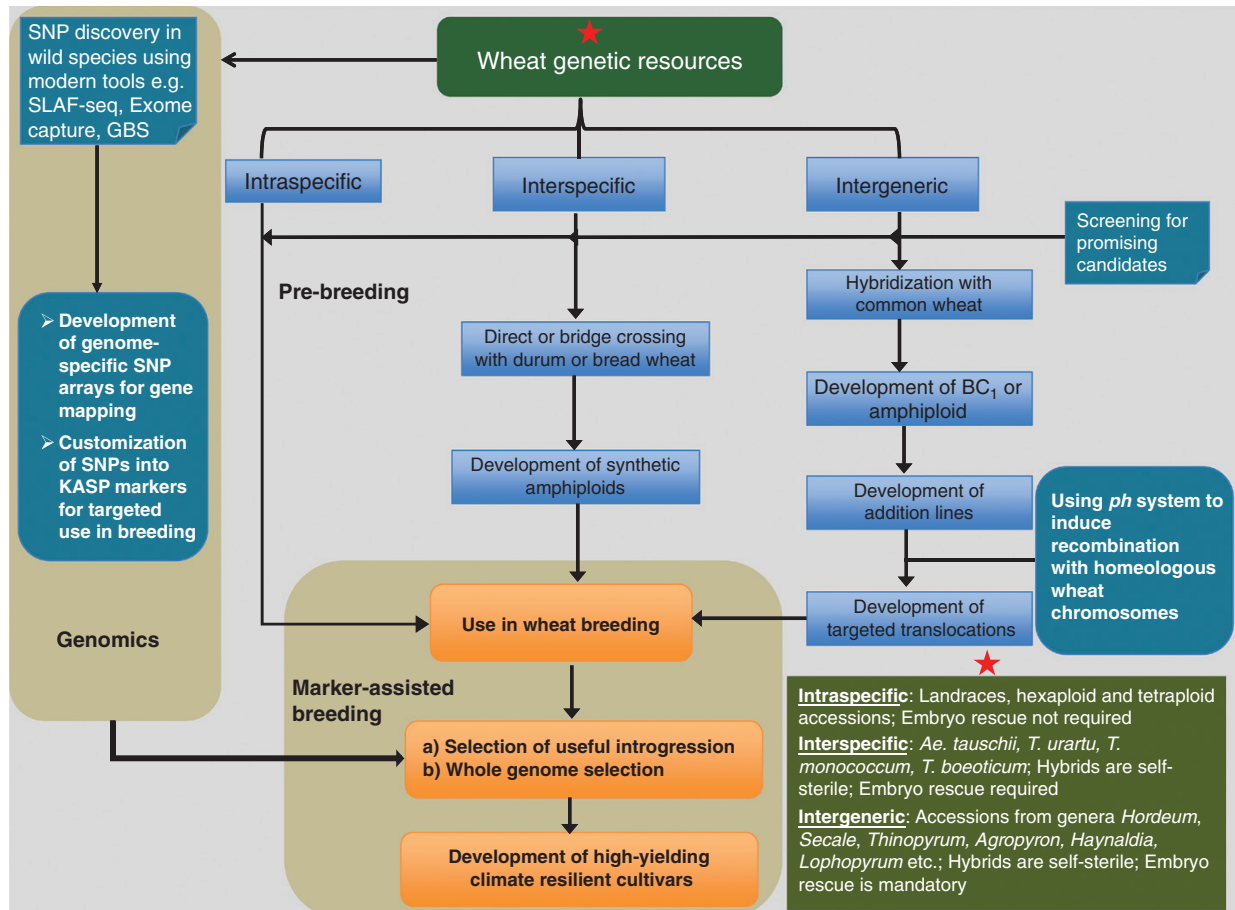 SNP discovery in
wild species using
modern tools e.g.
SLAF-seq, Exome
capture, GBS
Wheat genetic resources
Intraspecific
Interspecific
Intergeneric
Screening for
promising
candidates
Pre-breeding
Hybridization with
common wheat
Direct or bridge crossing
with durum or bread wheat
Development of BC₁ or
amphiploid
Development of synthetic
amphiploids
Development of
addition lines
Using ph system to
induce
recombination
with homeologous
wheat
chromosomes
Development of
targeted translocations
➢ Development
of genome-
specific SNP
arrays for gene
mapping
➢ Customization
of SNPs into
KASP markers
for targeted
use in breeding
Genomics
Use in wheat breeding
Marker-assisted
breeding
a) Selection of useful introgression
b) Whole genome selection
Development of high-yielding
climate resilient cultivars
Intraspecific: Landraces, hexaploid and tetraploid
accessions; Embryo rescue not required
Interspecific: Ae. tauschii, T. urartu, T.
monococcum, T. boeoticum; Hybrids are self-
sterile; Embryo rescue required
Intergeneric: Accessions from genera Hordeum,
Secale, Thinopyrum, Agropyron, Haynaldia,
Lophopyrum etc.; Hybrids are self-sterile; Embryo
rescue is mandatory